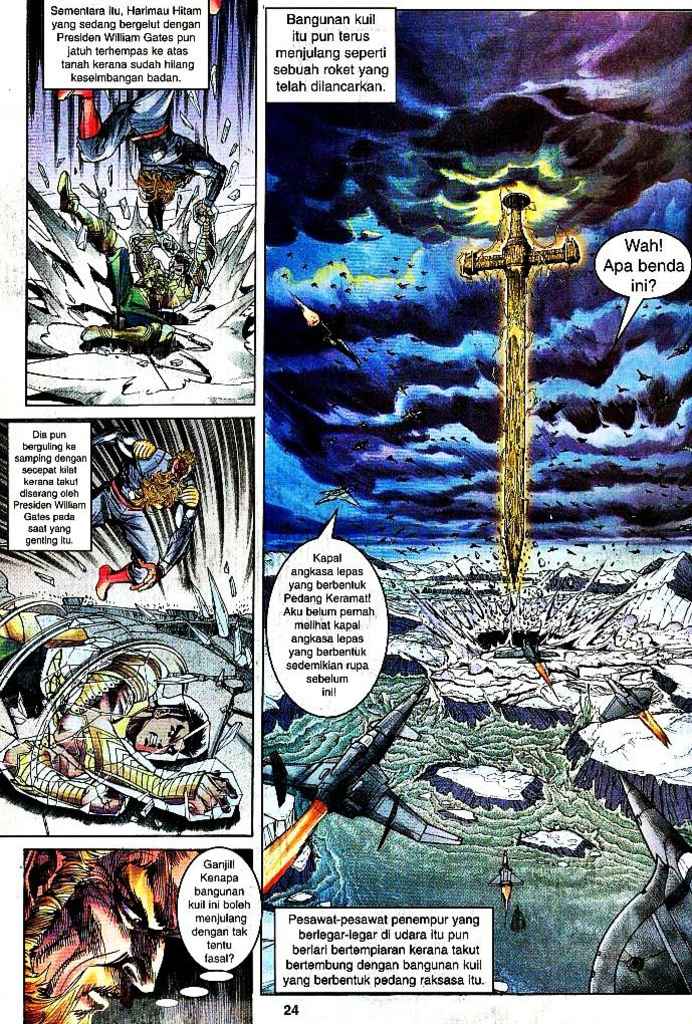 Sementara itu, Harimau Hitam
yang sedang bergelut dengan
Presiden William Gates pun
jatuh terhempas ke atas
tanah kerana sudah hilang
keseimbangan badan.
Dia pun
berguling ke
samping dengan
secepat kilat
kerana takut
diserang oleh
Presiden William
Gates pada
saat yang
genting itu.
Ganjil!
Kenapa
bangunan
kuil ini boleh
menjulang
dengan tak
tentu
fasal?
Bangunan kuil
itu pun terus
menjulang seperti
sebuah roket yang
telah dilancarkan.
Wah!
Apa benda
ini?
Kapal
angkasa lepas
yang berbentuk
Pedang Keramat!
Aku belum pernah
melihat kapal
angkasa lepas
yang berbentuk
sedemikian rupa
sebelum
ini!
Pesawat-pesawat penempur yang
berlegar-legar di udara itu pun
berlari bertempiaran kerana takut
bertembung dengan bangunan kuil
yang berbentuk pedang raksasa itu.
24